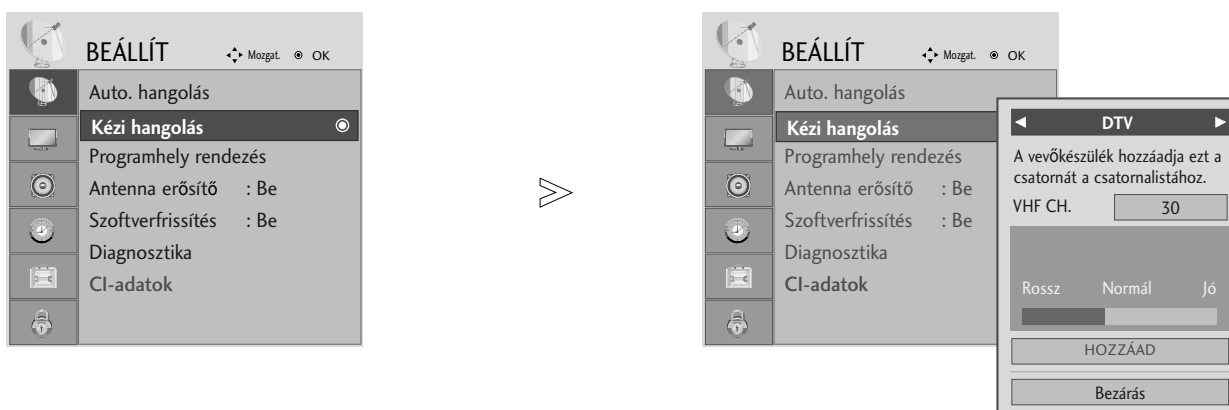 BEÁLLÍT Mozgat. OK
Auto. hangolás
Kézi hangolás
Programhely rendezés
Antenna erősítő : Be
Szoftverfrissítés : Be
Diagnosztika
CI-adatok
BEÁLLÍT Mozgat. OK
Auto. hangolás
Kézi hangolás
Programhely rendezés
Antenna erősítő : Be
Szoftverfrissítés : Be
Diagnosztika
CI-adatok
DTV
A vevőkészülék hozzáadja ezt a
csatornát a csatornalistához.
VHF CH. 30
Rossz Normál Jó
HOZZÁAD
Bezárás